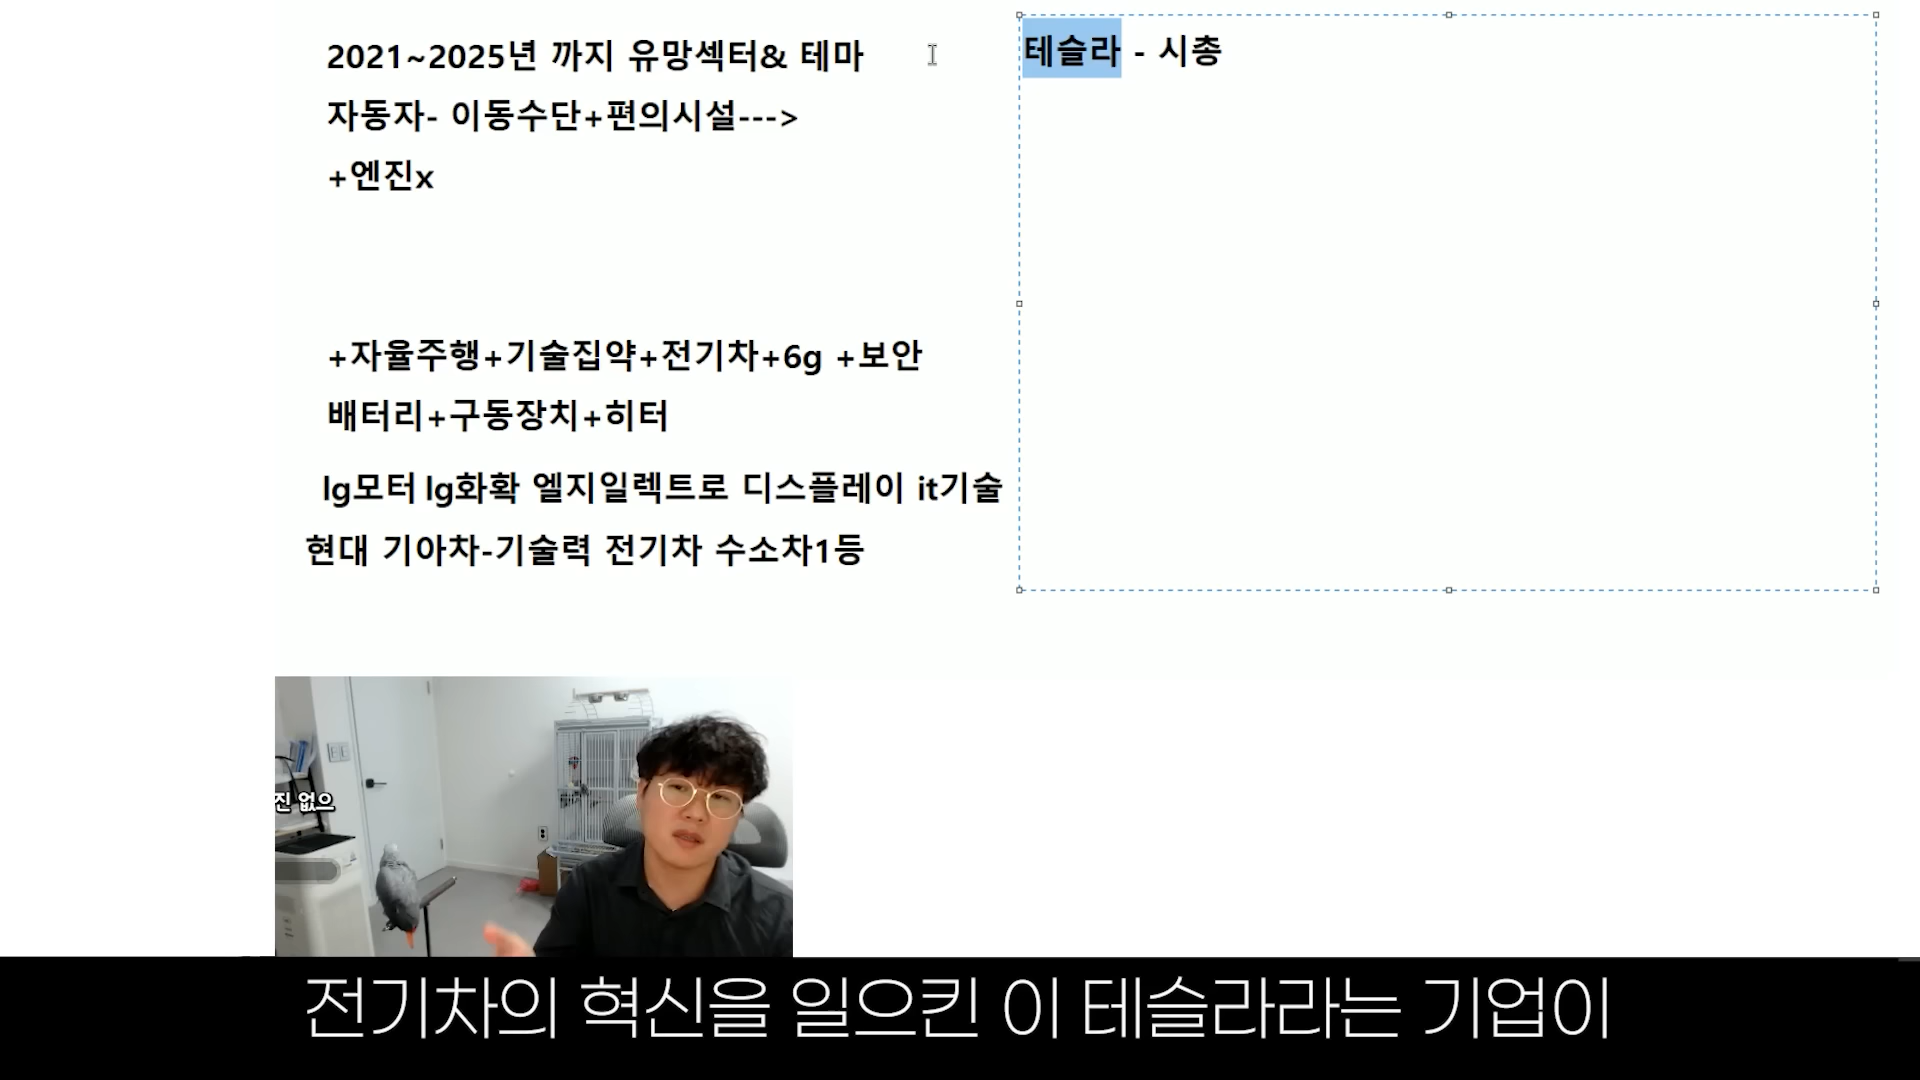 2021~2025년 까지 유망섹터& 테마
자동자- 이동수단+편의시설--->
+엔진x
+자율주행+기술집약+전기차+6g +보안
배터리+구동장치+히터
lg모터 lg화확 엘지일렉트로 디스플레이 it기술
현대 기아차-기술력 전기차 수소차1등
테슬라 - 시총
진 없으
전기차의 혁신을 일으킨 이 테슬라라는 기업이